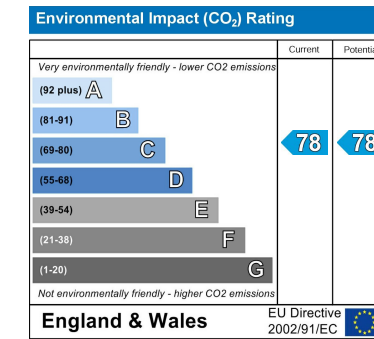 Environmental Impact (CO₂) Rating
Current Potentia
Very environmentally friendly - lower CO2 emissions
(92 plus) A
(81-91) B
(69-80) C
78 78
(55-68) D
(39-54) E
(21-38) F
(1-20) G
Not environmentally friendly - higher CO2 emissions
England & Wales
EU Directive
2002/91/EC